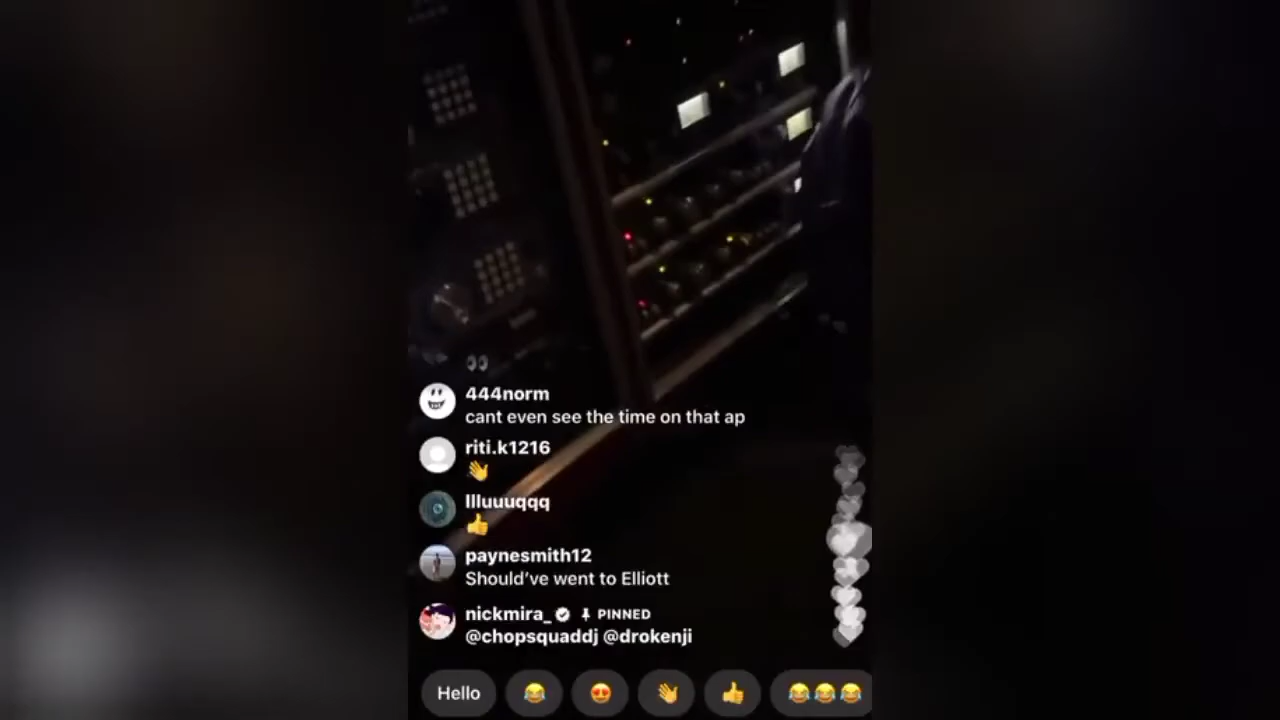 👀
444norm
cant even see the time on that ap
riti.k1216
👋
llluuuqqq
👍
paynesmith12
Should've went to Elliott
nickmira_ PINNED
@chopsquaddj @drokenji
Hello 😂 😍 👋 👍 😂😂😂